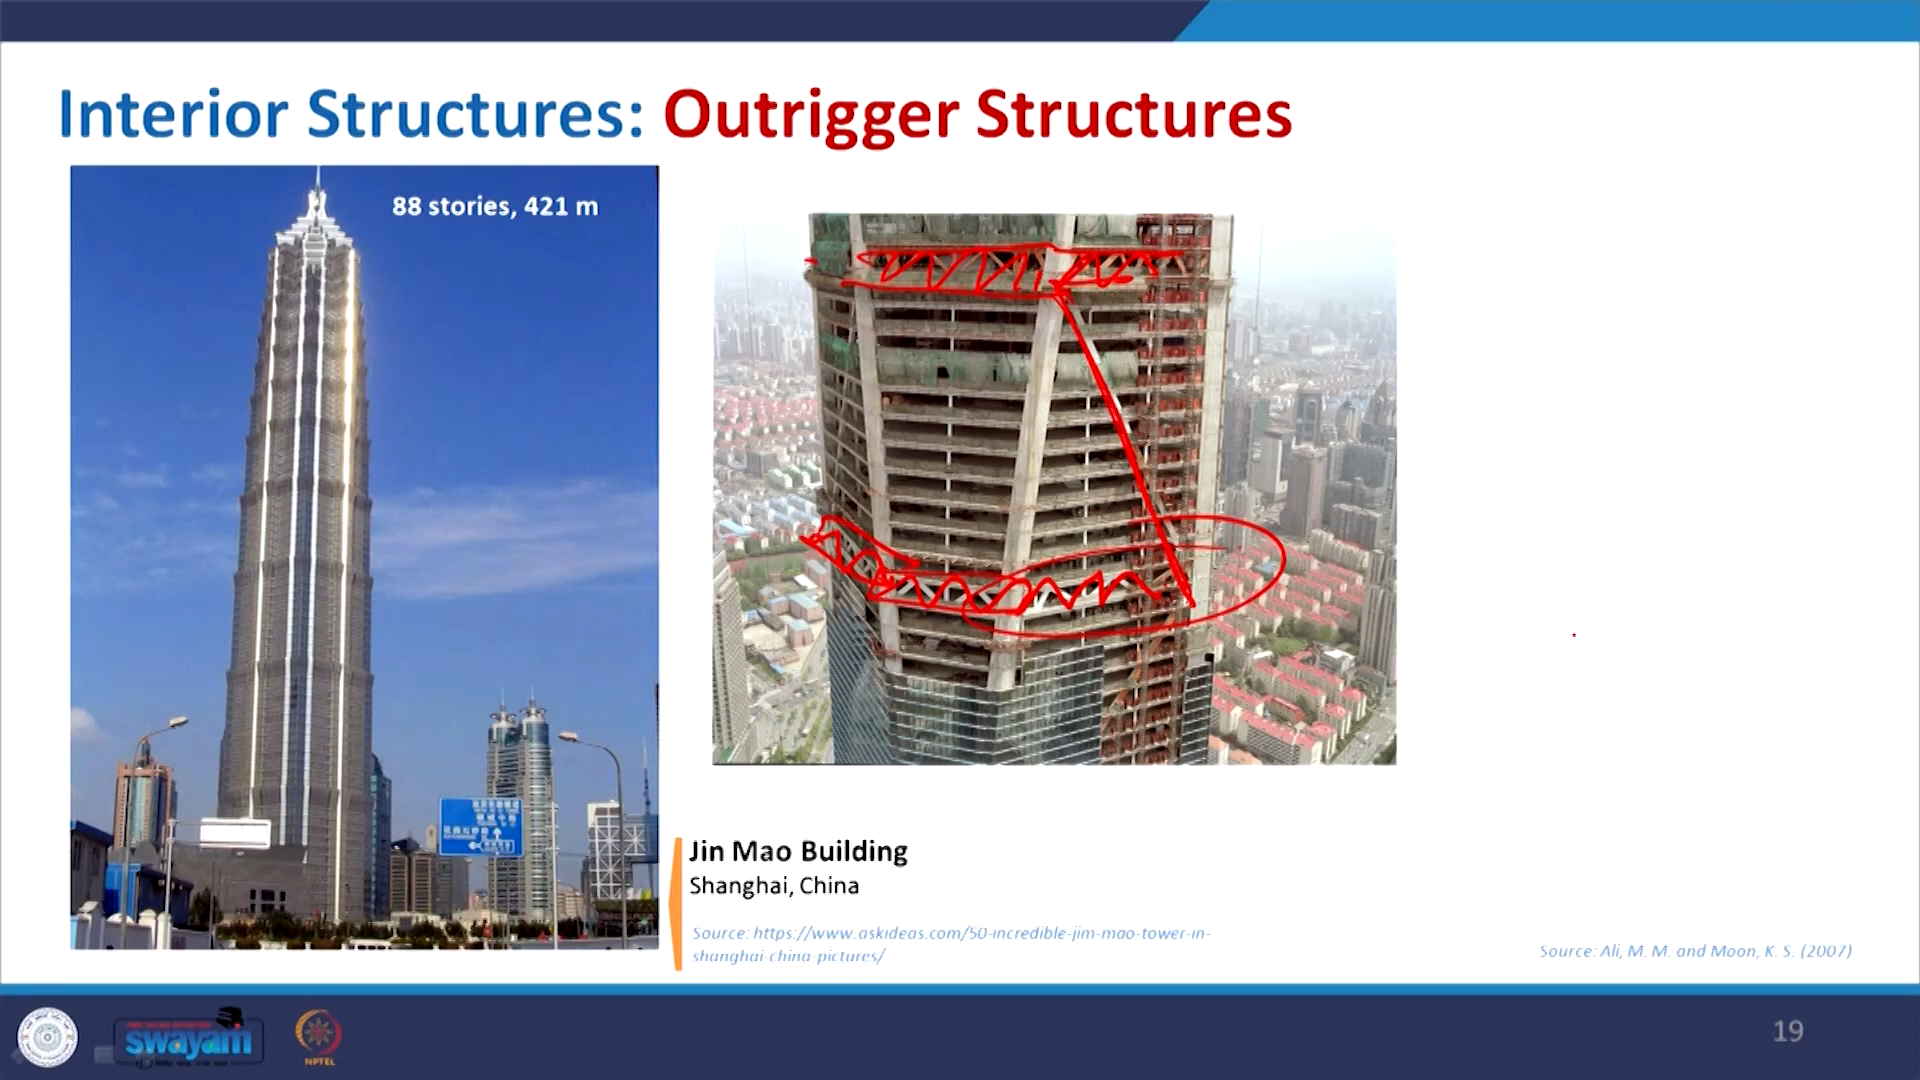 Interior Structures: Outrigger Structures
88 stories, 421 m
Jin Mao Building
Shanghai, China
Source: https://www.askideas.com/50-incredible-jim-mao-tower-in-
shanghai-china-pictures/
Source: Ali, M. M. and Moon, K. S. (2007)
swayam
NPTEL
19